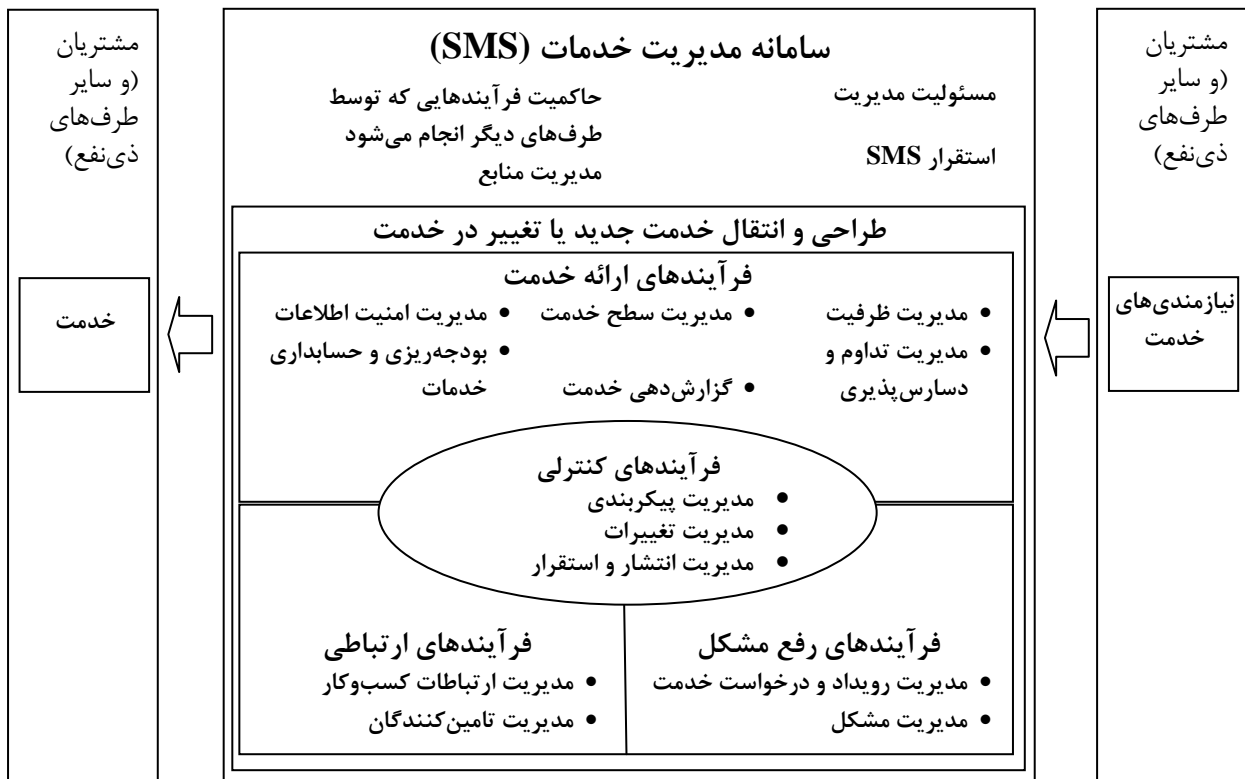 مشتریان
(و سایر
طرف‌های
ذی‌نفع)
نیازمندی‌های
خدمت
سامانه مدیریت خدمات (SMS)
مسئولیت مدیریت
استقرار SMS
حاکمیت فرآیندهایی که توسط
طرف‌های دیگر انجام می‌شود
مدیریت منابع
طراحی و انتقال خدمت جدید یا تغییر در خدمت
فرآیندهای ارائه خدمت
• مدیریت ظرفیت
• مدیریت تداوم و
دسارس‌پذیری
• مدیریت سطح خدمت
• گزارش‌دهی خدمت
• مدیریت امنیت اطلاعات
• بودجه‌ریزی و حسابداری
خدمات
فرآیندهای کنترلی
• مدیریت پیکربندی
• مدیریت تغییرات
• مدیریت انتشار و استقرار
فرآیندهای رفع مشکل
• مدیریت رویداد و درخواست خدمت
• مدیریت مشکل
فرآیندهای ارتباطی
• مدیریت ارتباطات کسب‌وکار
• مدیریت تامین‌کنندگان
مشتریان
(و سایر
طرف‌های
ذی‌نفع)
خدمت